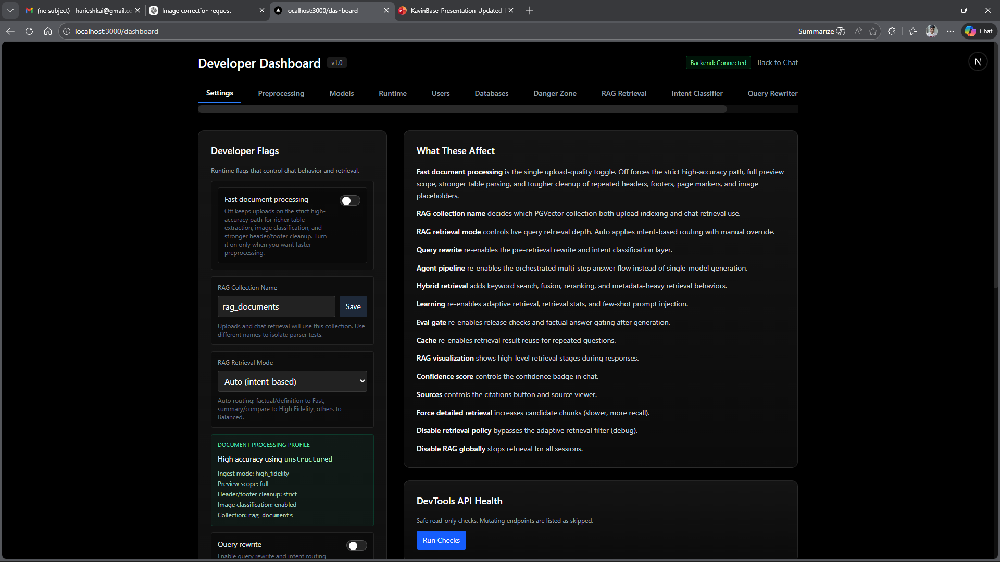 (no subject) - harieshkai@gmail.co
Image correction request
localhost:3000/dashboard
KavinBase_Presentation_Updated
localhost:3000/dashboard
Summarize
Chat
Developer Dashboard
v1.0
Backend: Connected
Back to Chat
N
Settings
Preprocessing
Models
Runtime
Users
Databases
Danger Zone
RAG Retrieval
Intent Classifier
Query Rewriter
Developer Flags
Runtime flags that control chat behavior and retrieval.
Fast document processing
Off keeps uploads on the strict high-
accuracy path for richer table
extraction, image classification, and
stronger header/footer cleanup. Turn
it on only when you want faster
preprocessing.
RAG Collection Name
rag_documents
Save
Uploads and chat retrieval will use this collection. Use
different names to isolate parser tests.
RAG Retrieval Mode
Auto (intent-based)
Auto routing: factual/definition to Fast,
summary/compare to High Fidelity, others to
Balanced.
DOCUMENT PROCESSING PROFILE
High accuracy using unstructured
Ingest mode: high_fidelity
Preview scope: full
Header/footer cleanup: strict
Image classification: enabled
Collection: rag_documents
Query rewrite
Enable query rewrite and intent routing
What These Affect
Fast document processing is the single upload-quality toggle. Off forces the strict high-accuracy path, full preview
scope, stronger table parsing, and tougher cleanup of repeated headers, footers, page markers, and image
placeholders.
RAG collection name decides which PGVector collection both upload indexing and chat retrieval use.
RAG retrieval mode controls live query retrieval depth. Auto applies intent-based routing with manual override.
Query rewrite re-enables the pre-retrieval rewrite and intent classification layer.
Agent pipeline re-enables the orchestrated multi-step answer flow instead of single-model generation.
Hybrid retrieval adds keyword search, fusion, reranking, and metadata-heavy retrieval behaviors.
Learning re-enables adaptive retrieval, retrieval stats, and few-shot prompt injection.
Eval gate re-enables release checks and factual answer gating after generation.
Cache re-enables retrieval result reuse for repeated questions.
RAG visualization shows high-level retrieval stages during responses.
Confidence score controls the confidence badge in chat.
Sources controls the citations button and source viewer.
Force detailed retrieval increases candidate chunks (slower, more recall).
Disable retrieval policy bypasses the adaptive retrieval filter (debug).
Disable RAG globally stops retrieval for all sessions.
DevTools API Health
Safe read-only checks. Mutating endpoints are listed as skipped.
Run Checks